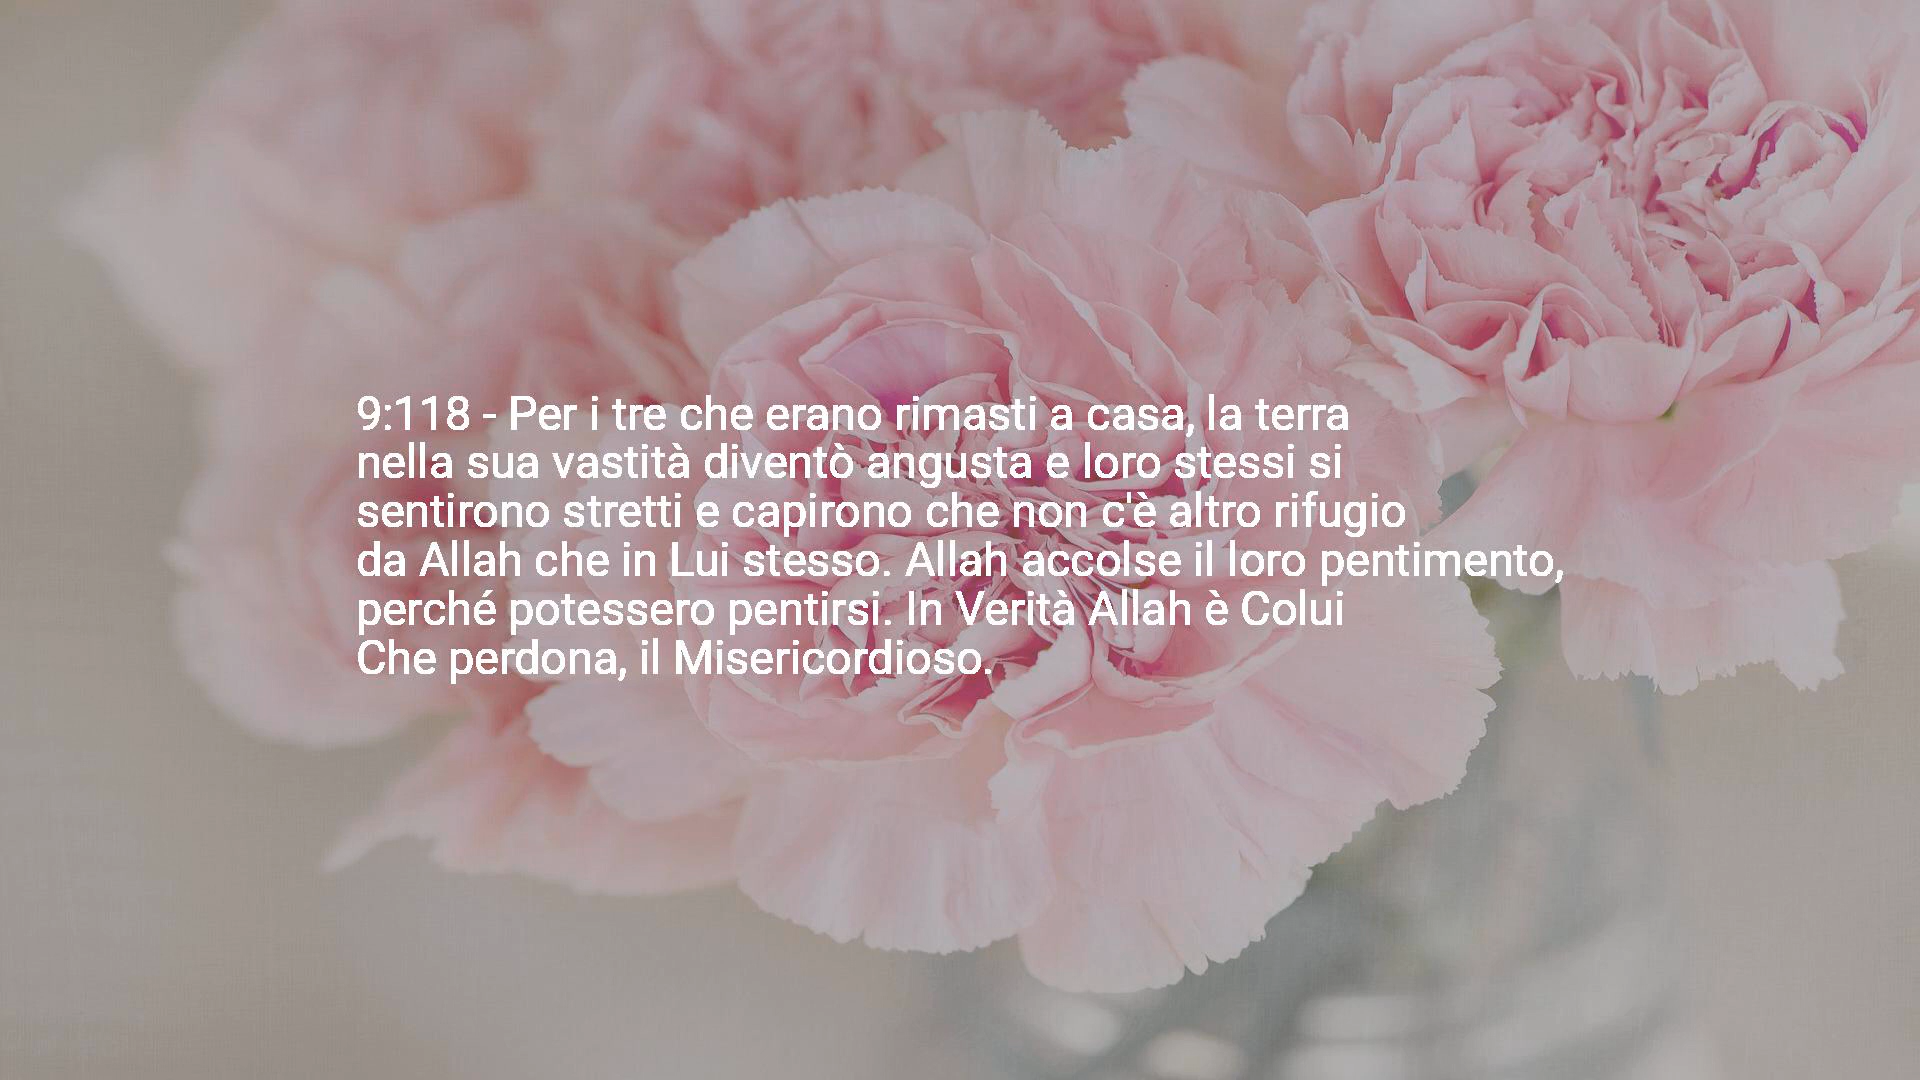 9:118 - Per i tre che erano rimasti a casa, la terra
nella sua vastità diventò angusta e loro stessi si
sentirono stretti e capirono che non c'è altro rifugio
da Allah che in Lui stesso. Allah accolse il loro pentimento,
perché potessero pentirsi. In Verità Allah è Colui
Che perdona, il Misericordioso.